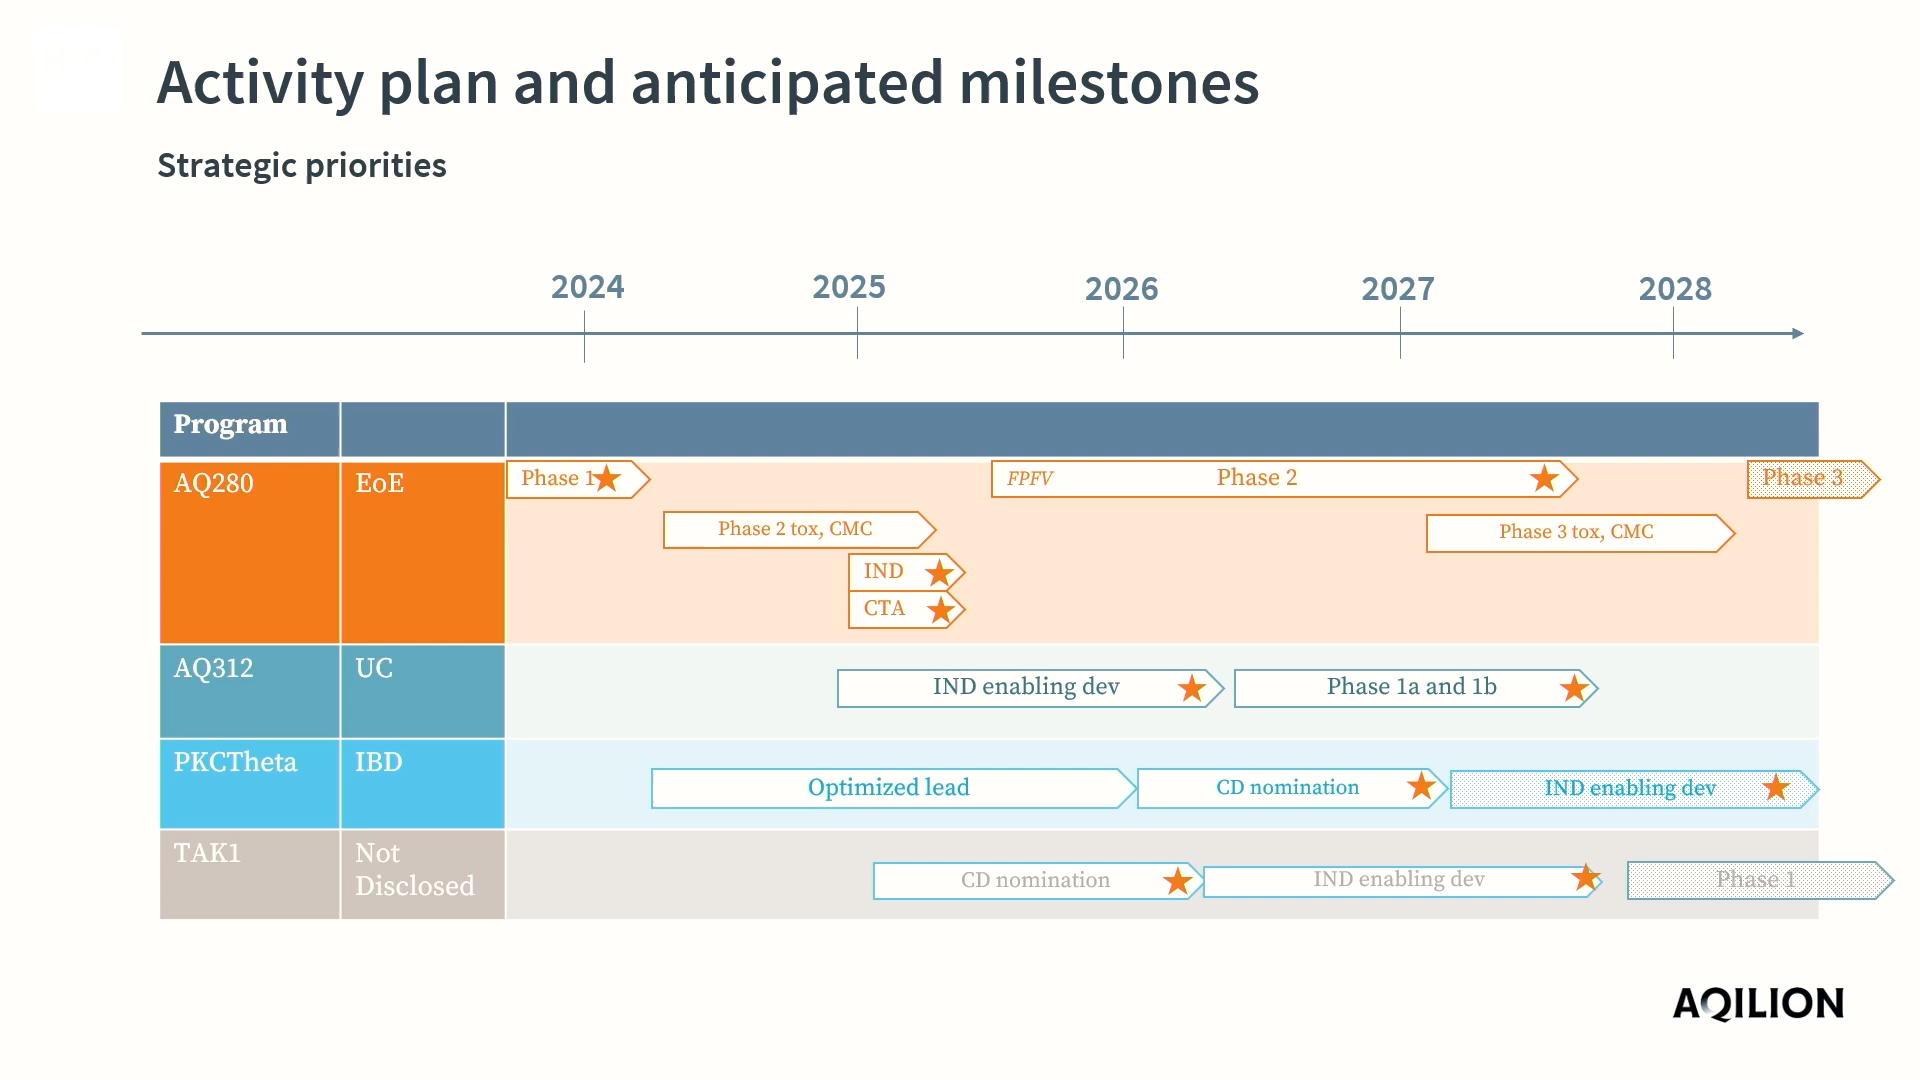 Activity plan and anticipated milestones
Strategic priorities
2024 2025 2026 2027 2028
Program
AQ280 EoE Phase 1 FPFV Phase 2 Phase 3
Phase 2 tox, CMC Phase 3 tox, CMC
IND
CTA
AQ312 UC IND enabling dev Phase 1a and 1b
PKCTheta IBD Optimized lead CD nomination IND enabling dev
TAK1 Not CD nomination IND enabling dev Phase 1
Disclosed
AQILION